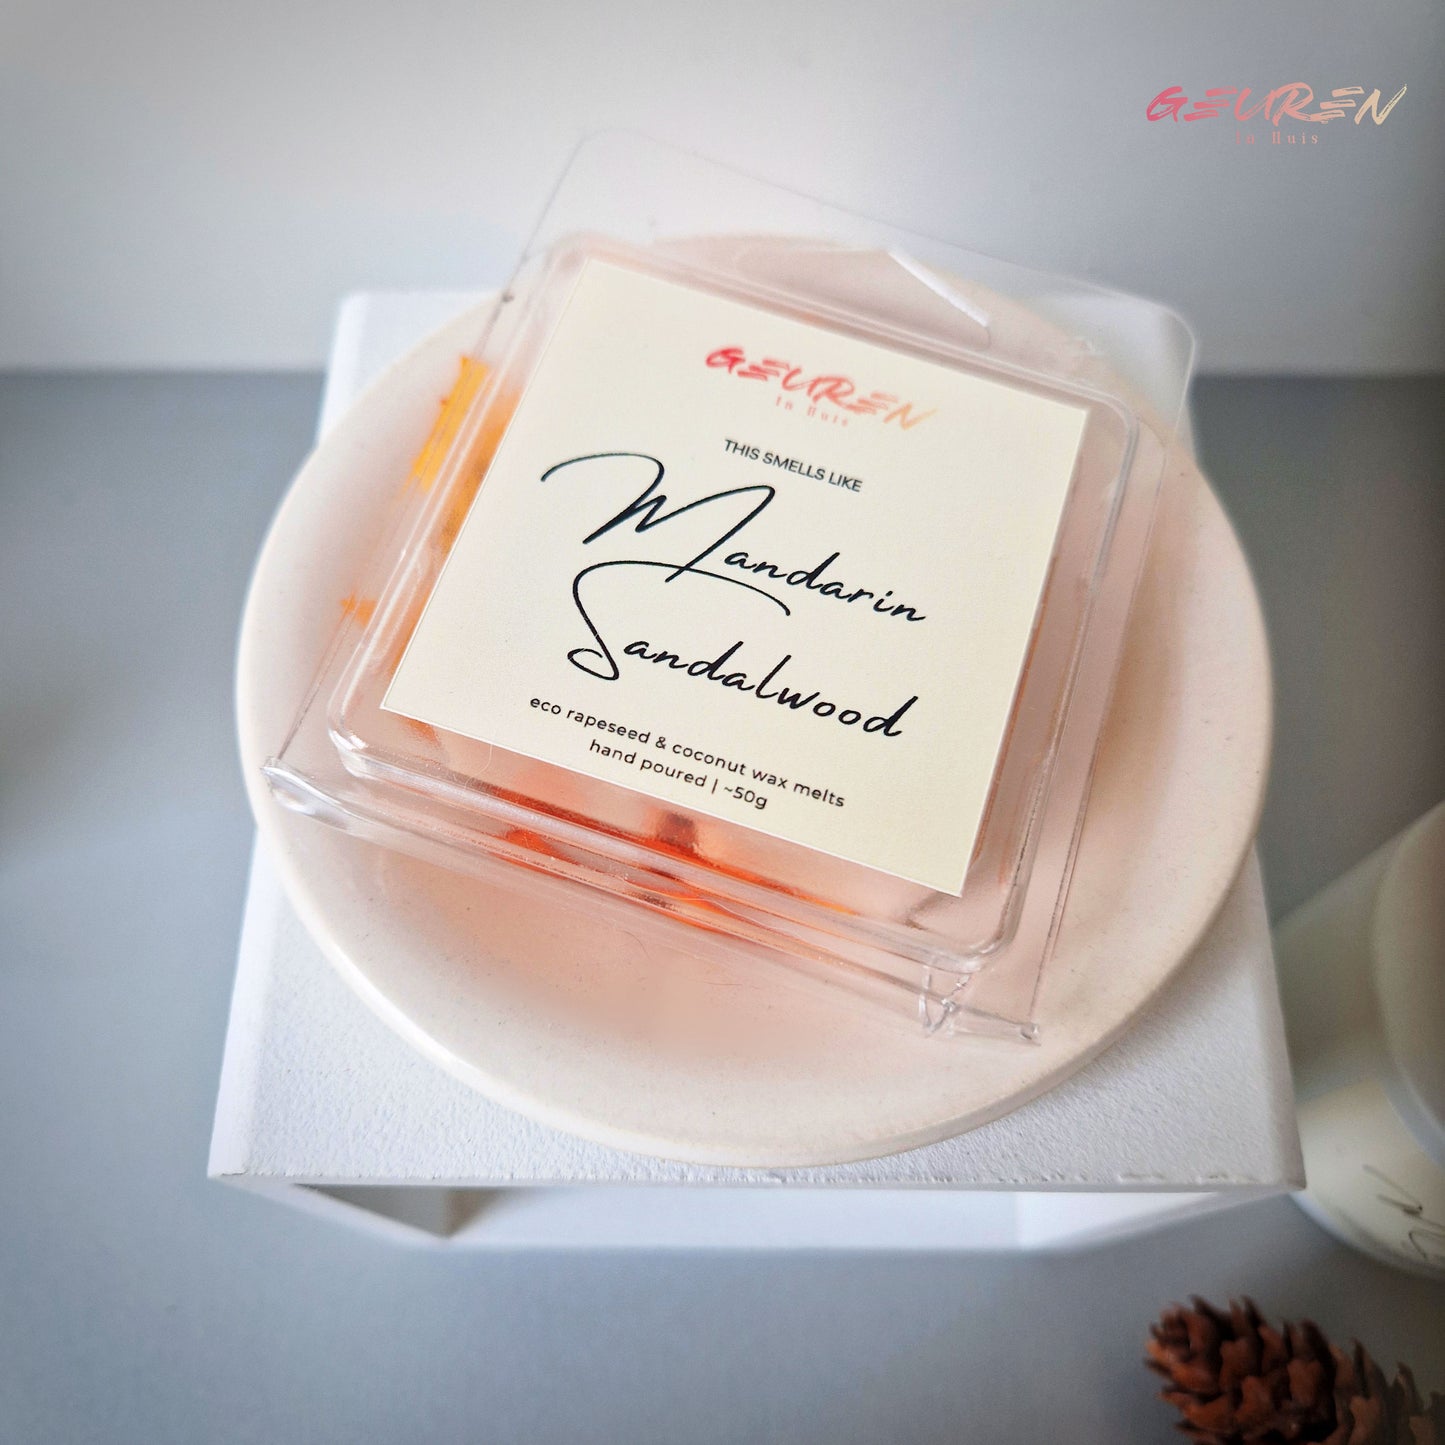 GEUREN
in Huis
GEUREN
in Huis
THIS SMELLS LIKE
Mandarin
Sandalwood
eco rapeseed & coconut wax melts
hand poured | ~50g